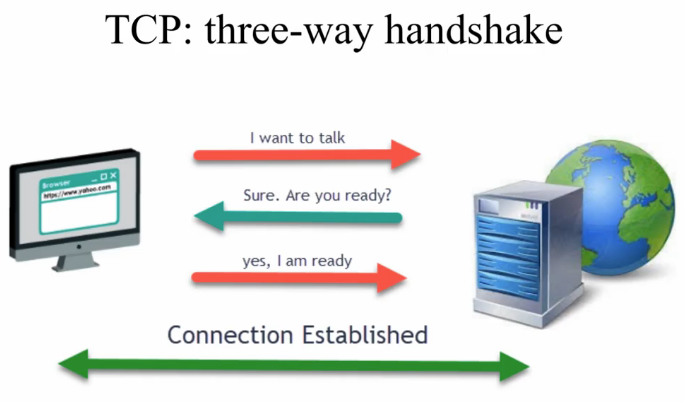 TCP: three-way handshake
I want to talk
Browser
https://www.yahoo.com
Sure. Are you ready?
yes, I am ready
Connection Established